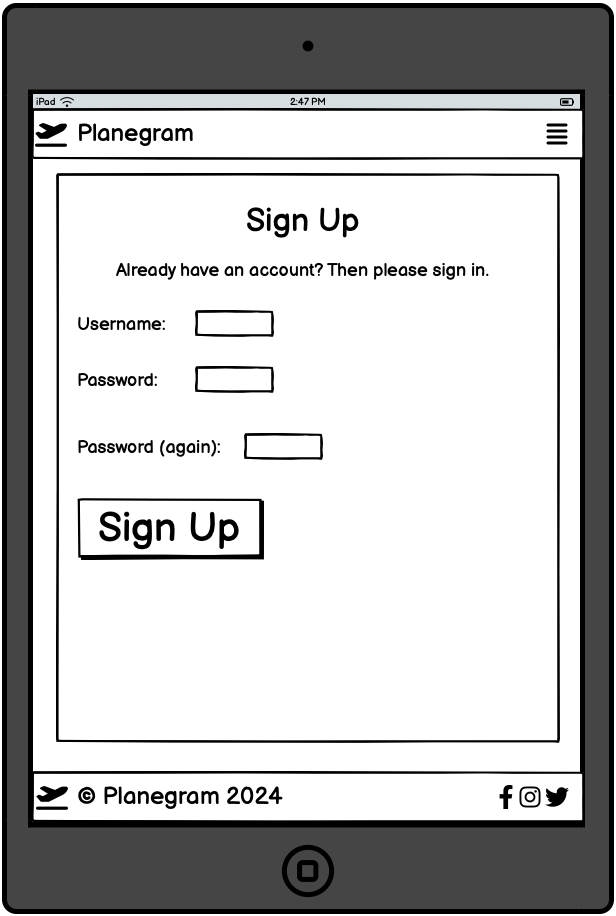 iPad 2:47 PM
Planegram
Sign Up
Already have an account? Then please sign in.
Username:
Password:
Password (again):
Sign Up
© Planegram 2024